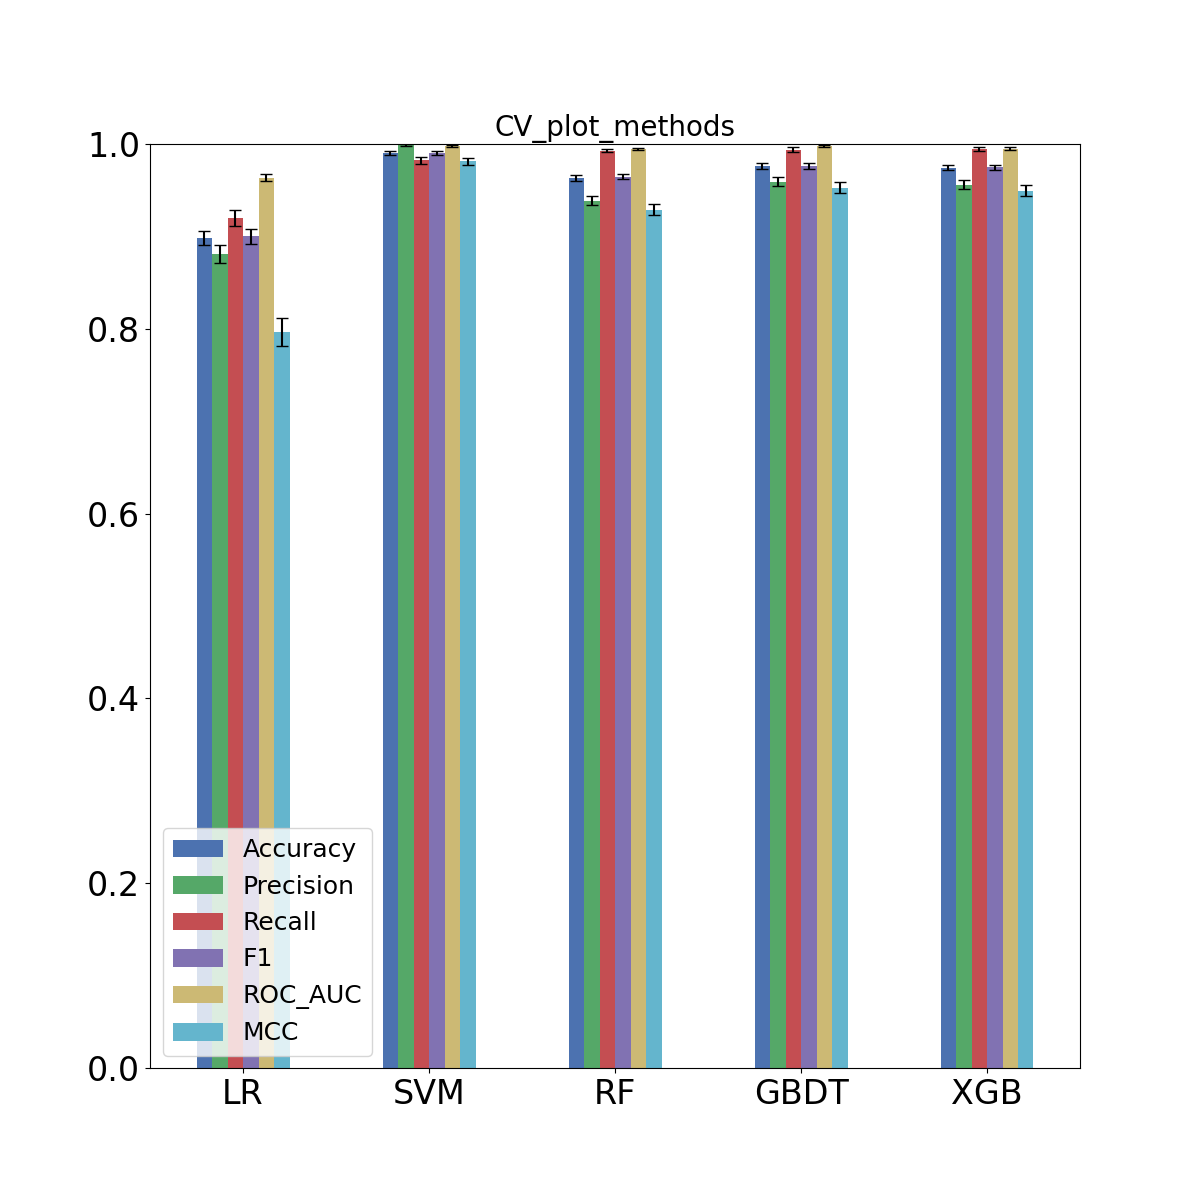 CV_plot_methods
1.0
0.8
0.6
0.4
0.2
0.0
Accuracy
Precision
Recall
F1
ROC_AUC
MCC
LR SVM RF GBDT XGB